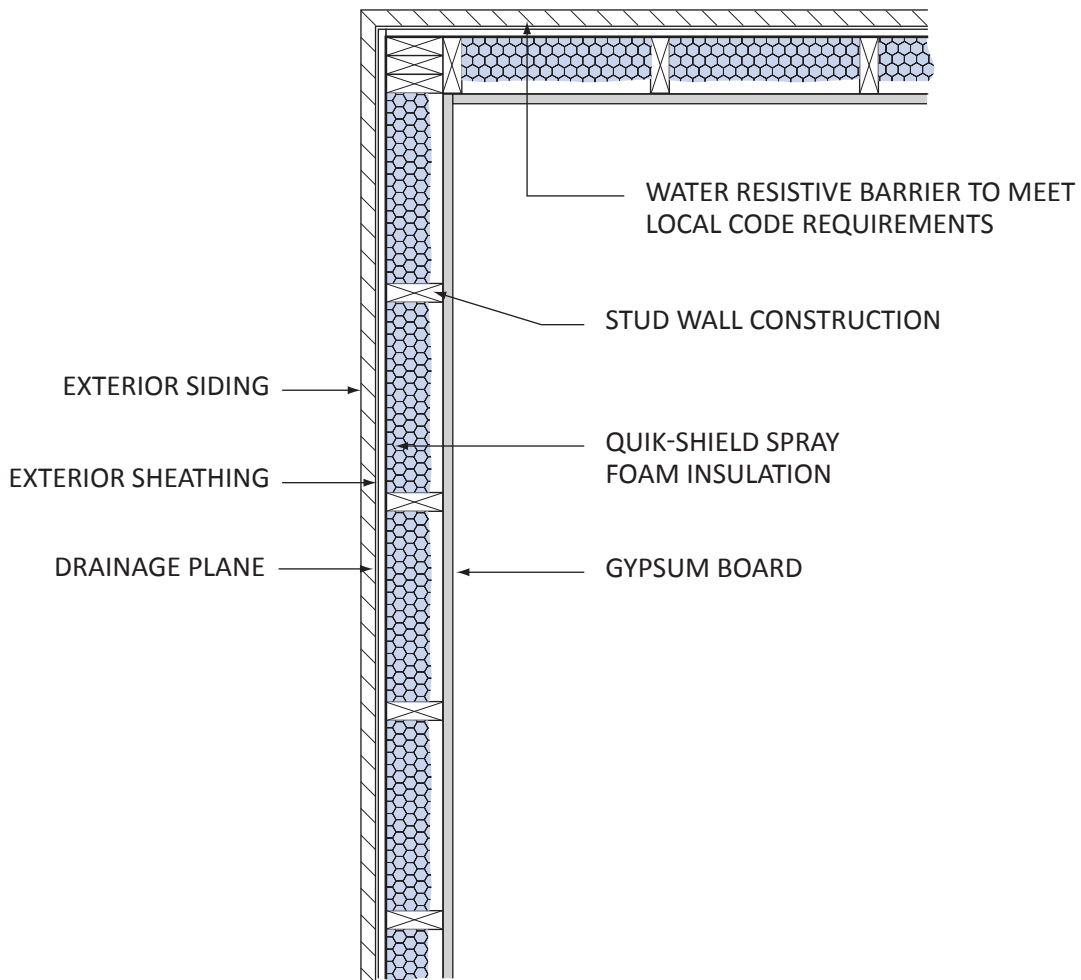 WATER RESISTIVE BARRIER TO MEET
LOCAL CODE REQUIREMENTS
STUD WALL CONSTRUCTION
EXTERIOR SIDING
QUIK-SHIELD SPRAY
FOAM INSULATION
EXTERIOR SHEATHING
DRAINAGE PLANE
GYPSUM BOARD